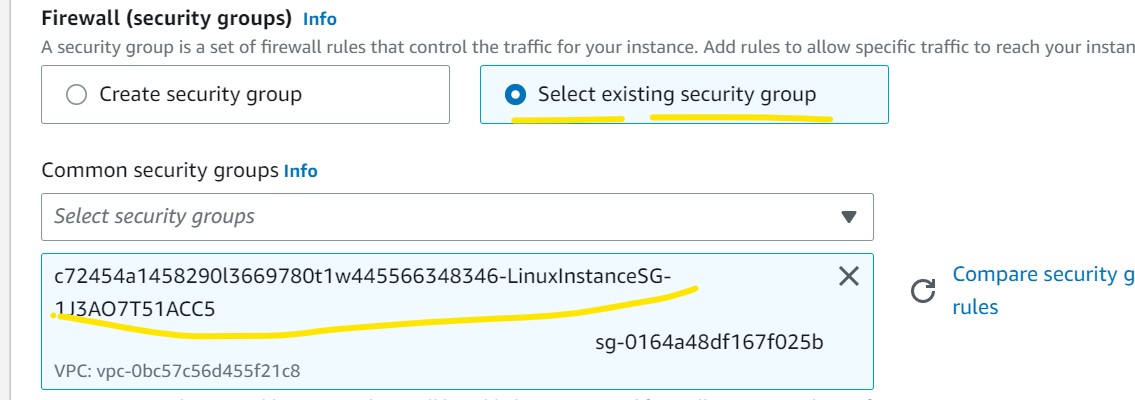 Firewall (security groups) Info
A security group is a set of firewall rules that control the traffic for your instance. Add rules to allow specific traffic to reach your
Create security group
Select existing security group
Common security groups Info
Select security groups
c72454a1458290l3669780t1w445566348346-LinuxInstanceSG-
1J3AO7T51ACC5
sg-0164a48df167f025b
VPC: vpc-0bc57c56d455f21c8
Compare security
rules